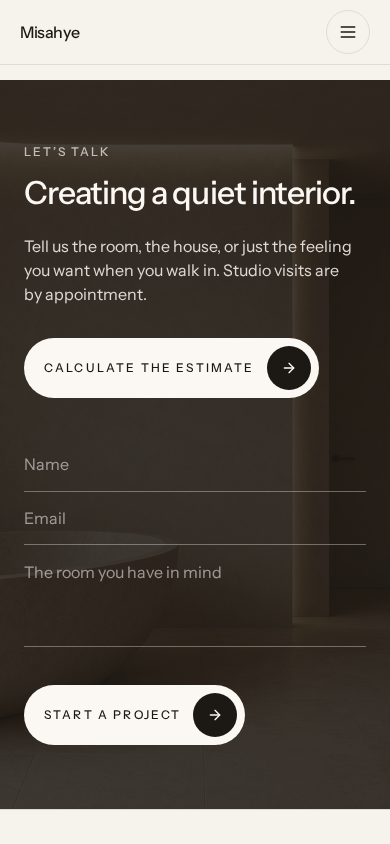 Misahye
LET'S TALK
Creating a quiet interior.
Tell us the room, the house, or just the feeling
you want when you walk in. Studio visits are
by appointment.
CALCULATE THE ESTIMATE
Name
Email
The room you have in mind
START A PROJECT